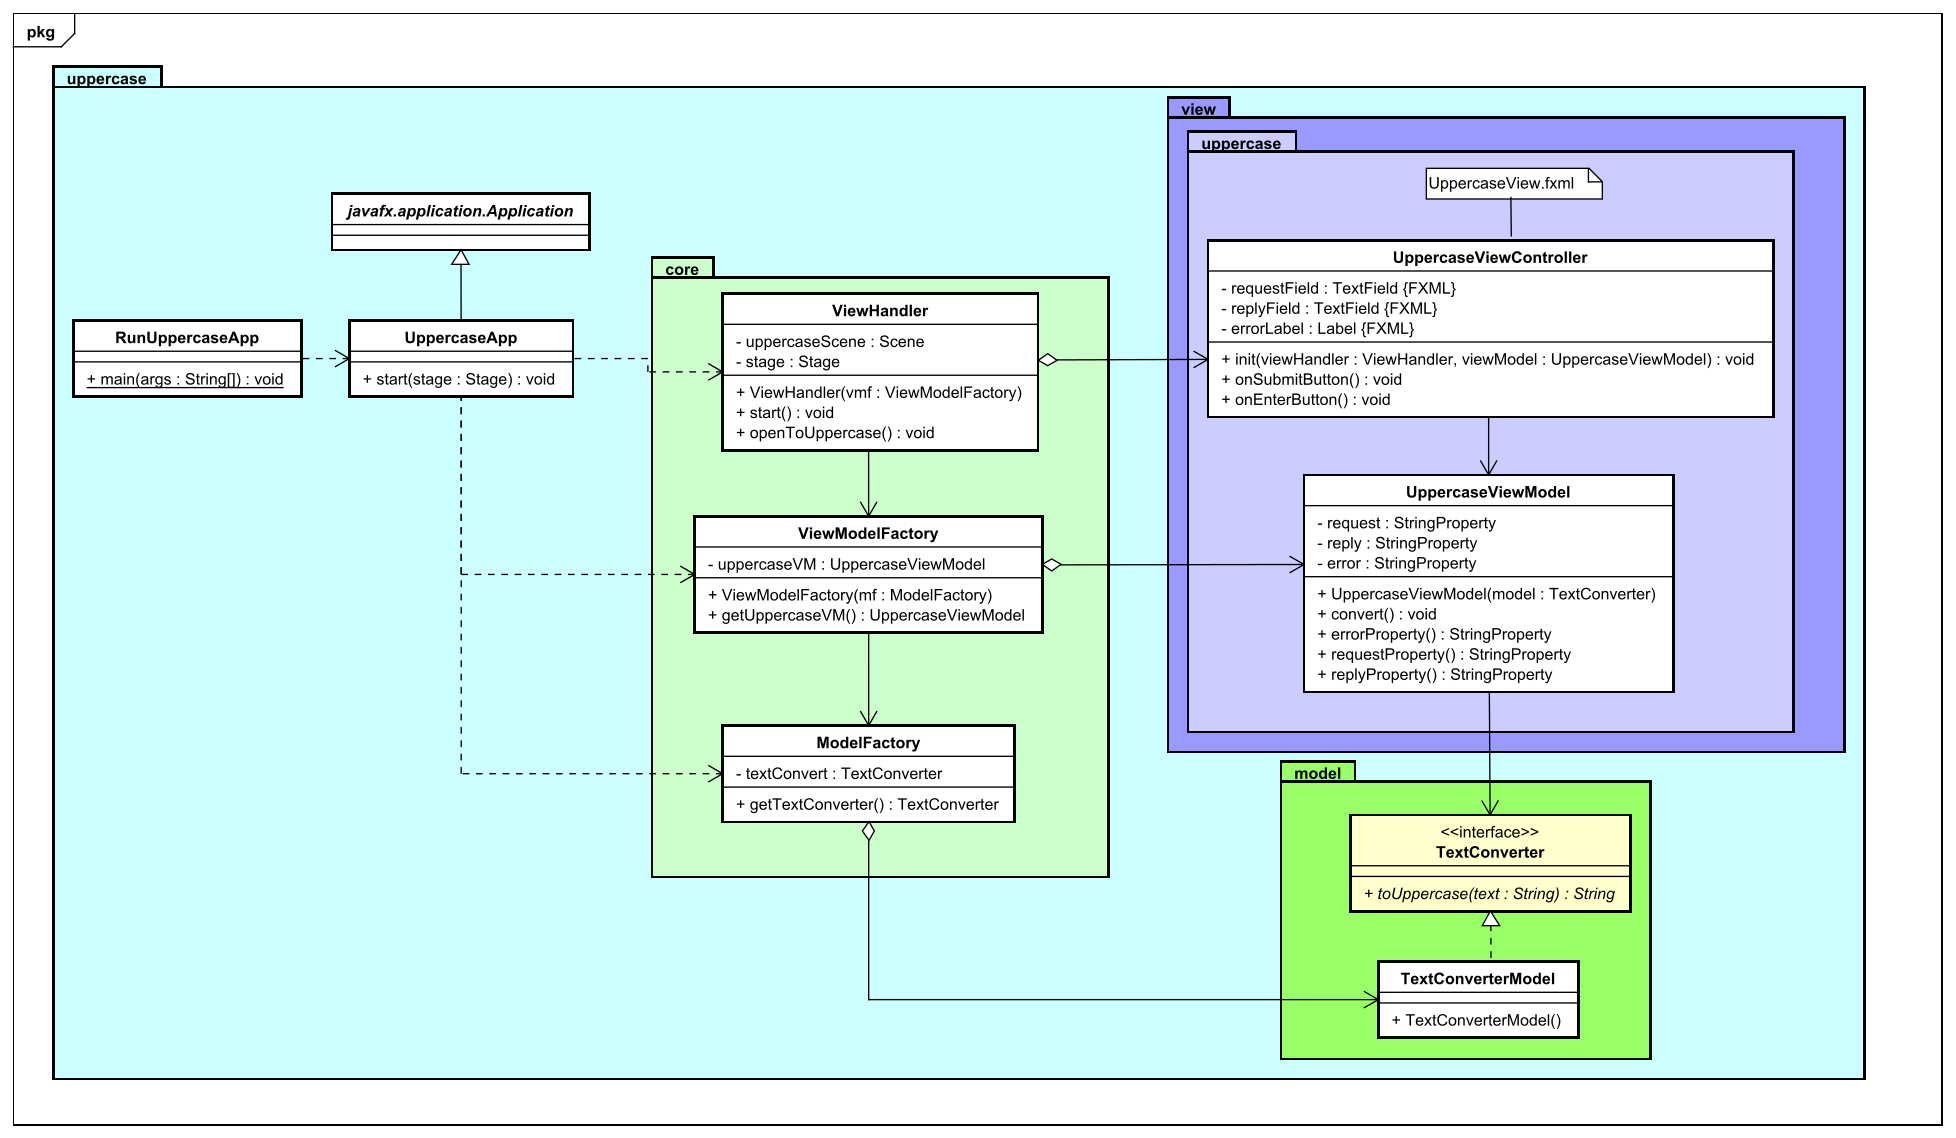 pkg
uppercase
view
uppercase
UppercaseView.fxml
javafx.application.Application
RunUppercaseApp
+ main(args : String[]) : void
UppercaseApp
+ start(stage : Stage) : void
core
ViewHandler
- uppercaseScene : Scene
- stage : Stage
+ ViewHandler(vmf : ViewModelFactory)
+ start() : void
+ openToUppercase() : void
UppercaseViewController
- requestField : TextField {FXML}
- replyField : TextField {FXML}
- errorLabel : Label {FXML}
+ init(viewHandler : ViewHandler, viewModel : UppercaseViewModel) : void
+ onSubmitButton() : void
+ onEnterButton() : void
ViewModelFactory
- uppercaseVM : UppercaseViewModel
+ ViewModelFactory(mf : ModelFactory)
+ getUppercaseVM() : UppercaseViewModel
UppercaseViewModel
- request : StringProperty
- reply : StringProperty
- error : StringProperty
+ UppercaseViewModel(model : TextConverter)
+ convert() : void
+ errorProperty() : StringProperty
+ requestProperty() : StringProperty
+ replyProperty() : StringProperty
ModelFactory
- textConvert : TextConverter
+ getTextConverter() : TextConverter
model
<<interface>>
TextConverter
+ toUppercase(text : String) : String
TextConverterModel
+ TextConverterModel()